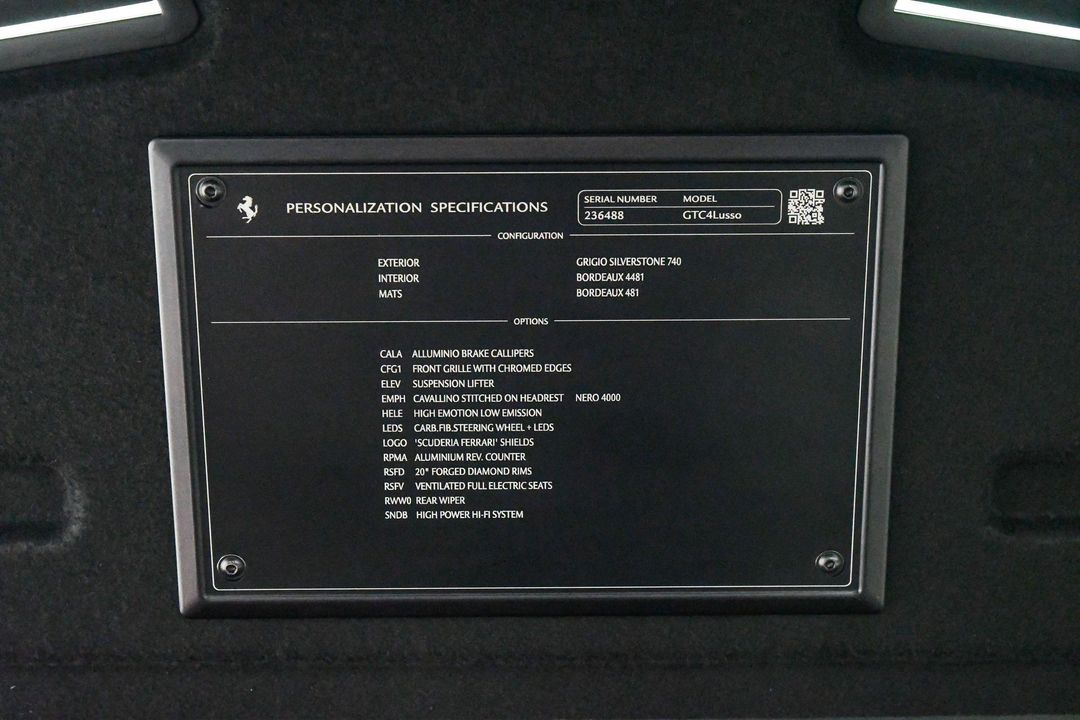 PERSONALIZATION SPECIFICATIONS
SERIAL NUMBER MODEL
236488 GTC4Lusso
CONFIGURATION
EXTERIOR GRIGIO SILVERSTONE 740
INTERIOR BORDEAUX 4481
MATS BORDEAUX 481
OPTIONS
CALA ALLUMINIO BRAKE CALLIPERS
CFG1 FRONT GRILLE WITH CHROMED EDGES
ELEV SUSPENSION LIFTER
EMPH CAVALLINO STITCHED ON HEADREST NERO 4000
HELE HIGH EMOTION LOW EMISSION
LEDS CARB.FIB.STEERING WHEEL + LEDS
LOGO 'SCUDERIA FERRARI' SHIELDS
RPMA ALUMINIUM REV. COUNTER
RSFD 20" FORGED DIAMOND RIMS
RSFV VENTILATED FULL ELECTRIC SEATS
RWW0 REAR WIPER
SNDB HIGH POWER HI-FI SYSTEM